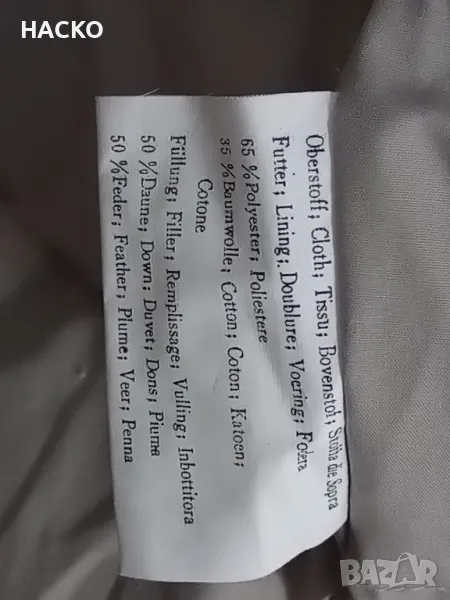 HACKO
Oberstoff; Cloth; Tissu; Bovenstof; Stoffa die Sopra
Futter; Lining; Doublure; Voering; Fodera
65 %Polyester; Poliestere
35 %Baumwolle; Cotton; Coton; Katoen;
Cotone
Füllung; Filler; Remplissage; Vulling; Inbottitora
50 %Daune; Down; Duvet; Dons; Piuma
50 %Feder; Feather; Plume; Veer; Penna
BAZAR